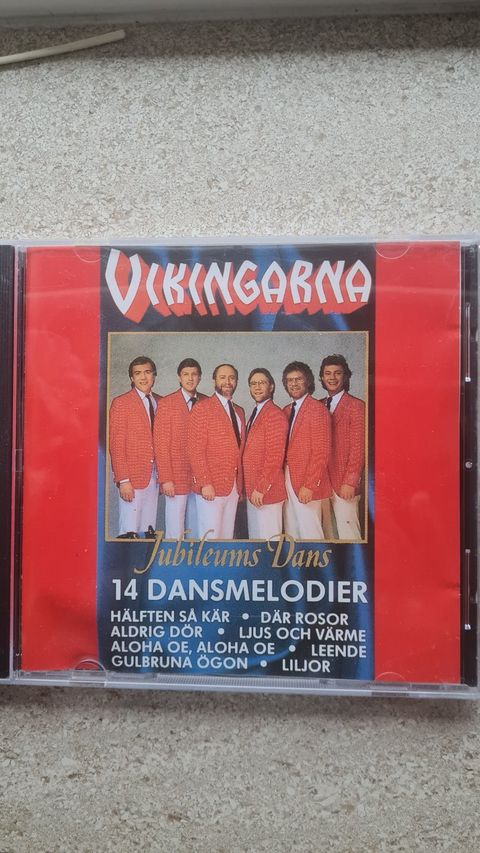 VIKINGARNA
Jubileums Dans
14 DANSMELODIER
HÄLFTEN SÅ KÄR • DÄR ROSOR
ALDRIG DÖR • LJUS OCH VÄRME
ALOHA OE, ALOHA OE • LEENDE
GULBRUNA ÖGON • LILJOR